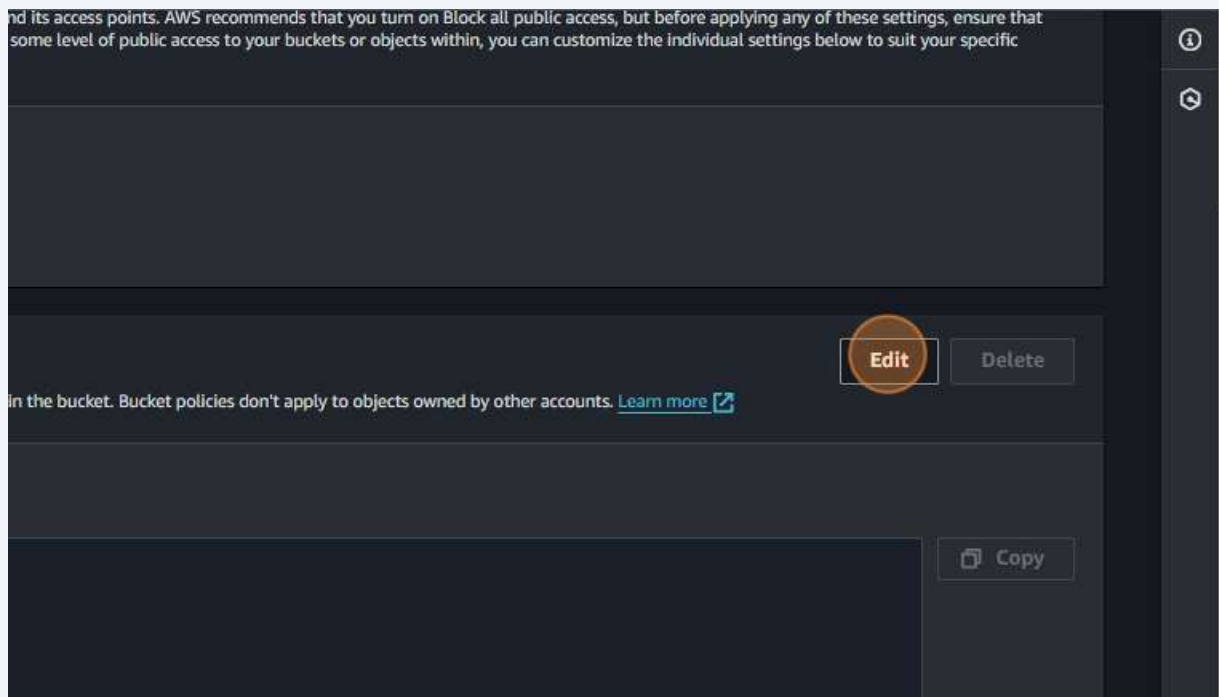 nd its access points. AWS recommends that you turn on Block all public access, but before applying any of these settings, ensure that
some level of public access to your buckets or objects within, you can customize the individual settings below to suit your specific
Edit
Delete
in the bucket. Bucket policies don't apply to objects owned by other accounts. Learn more
Copy